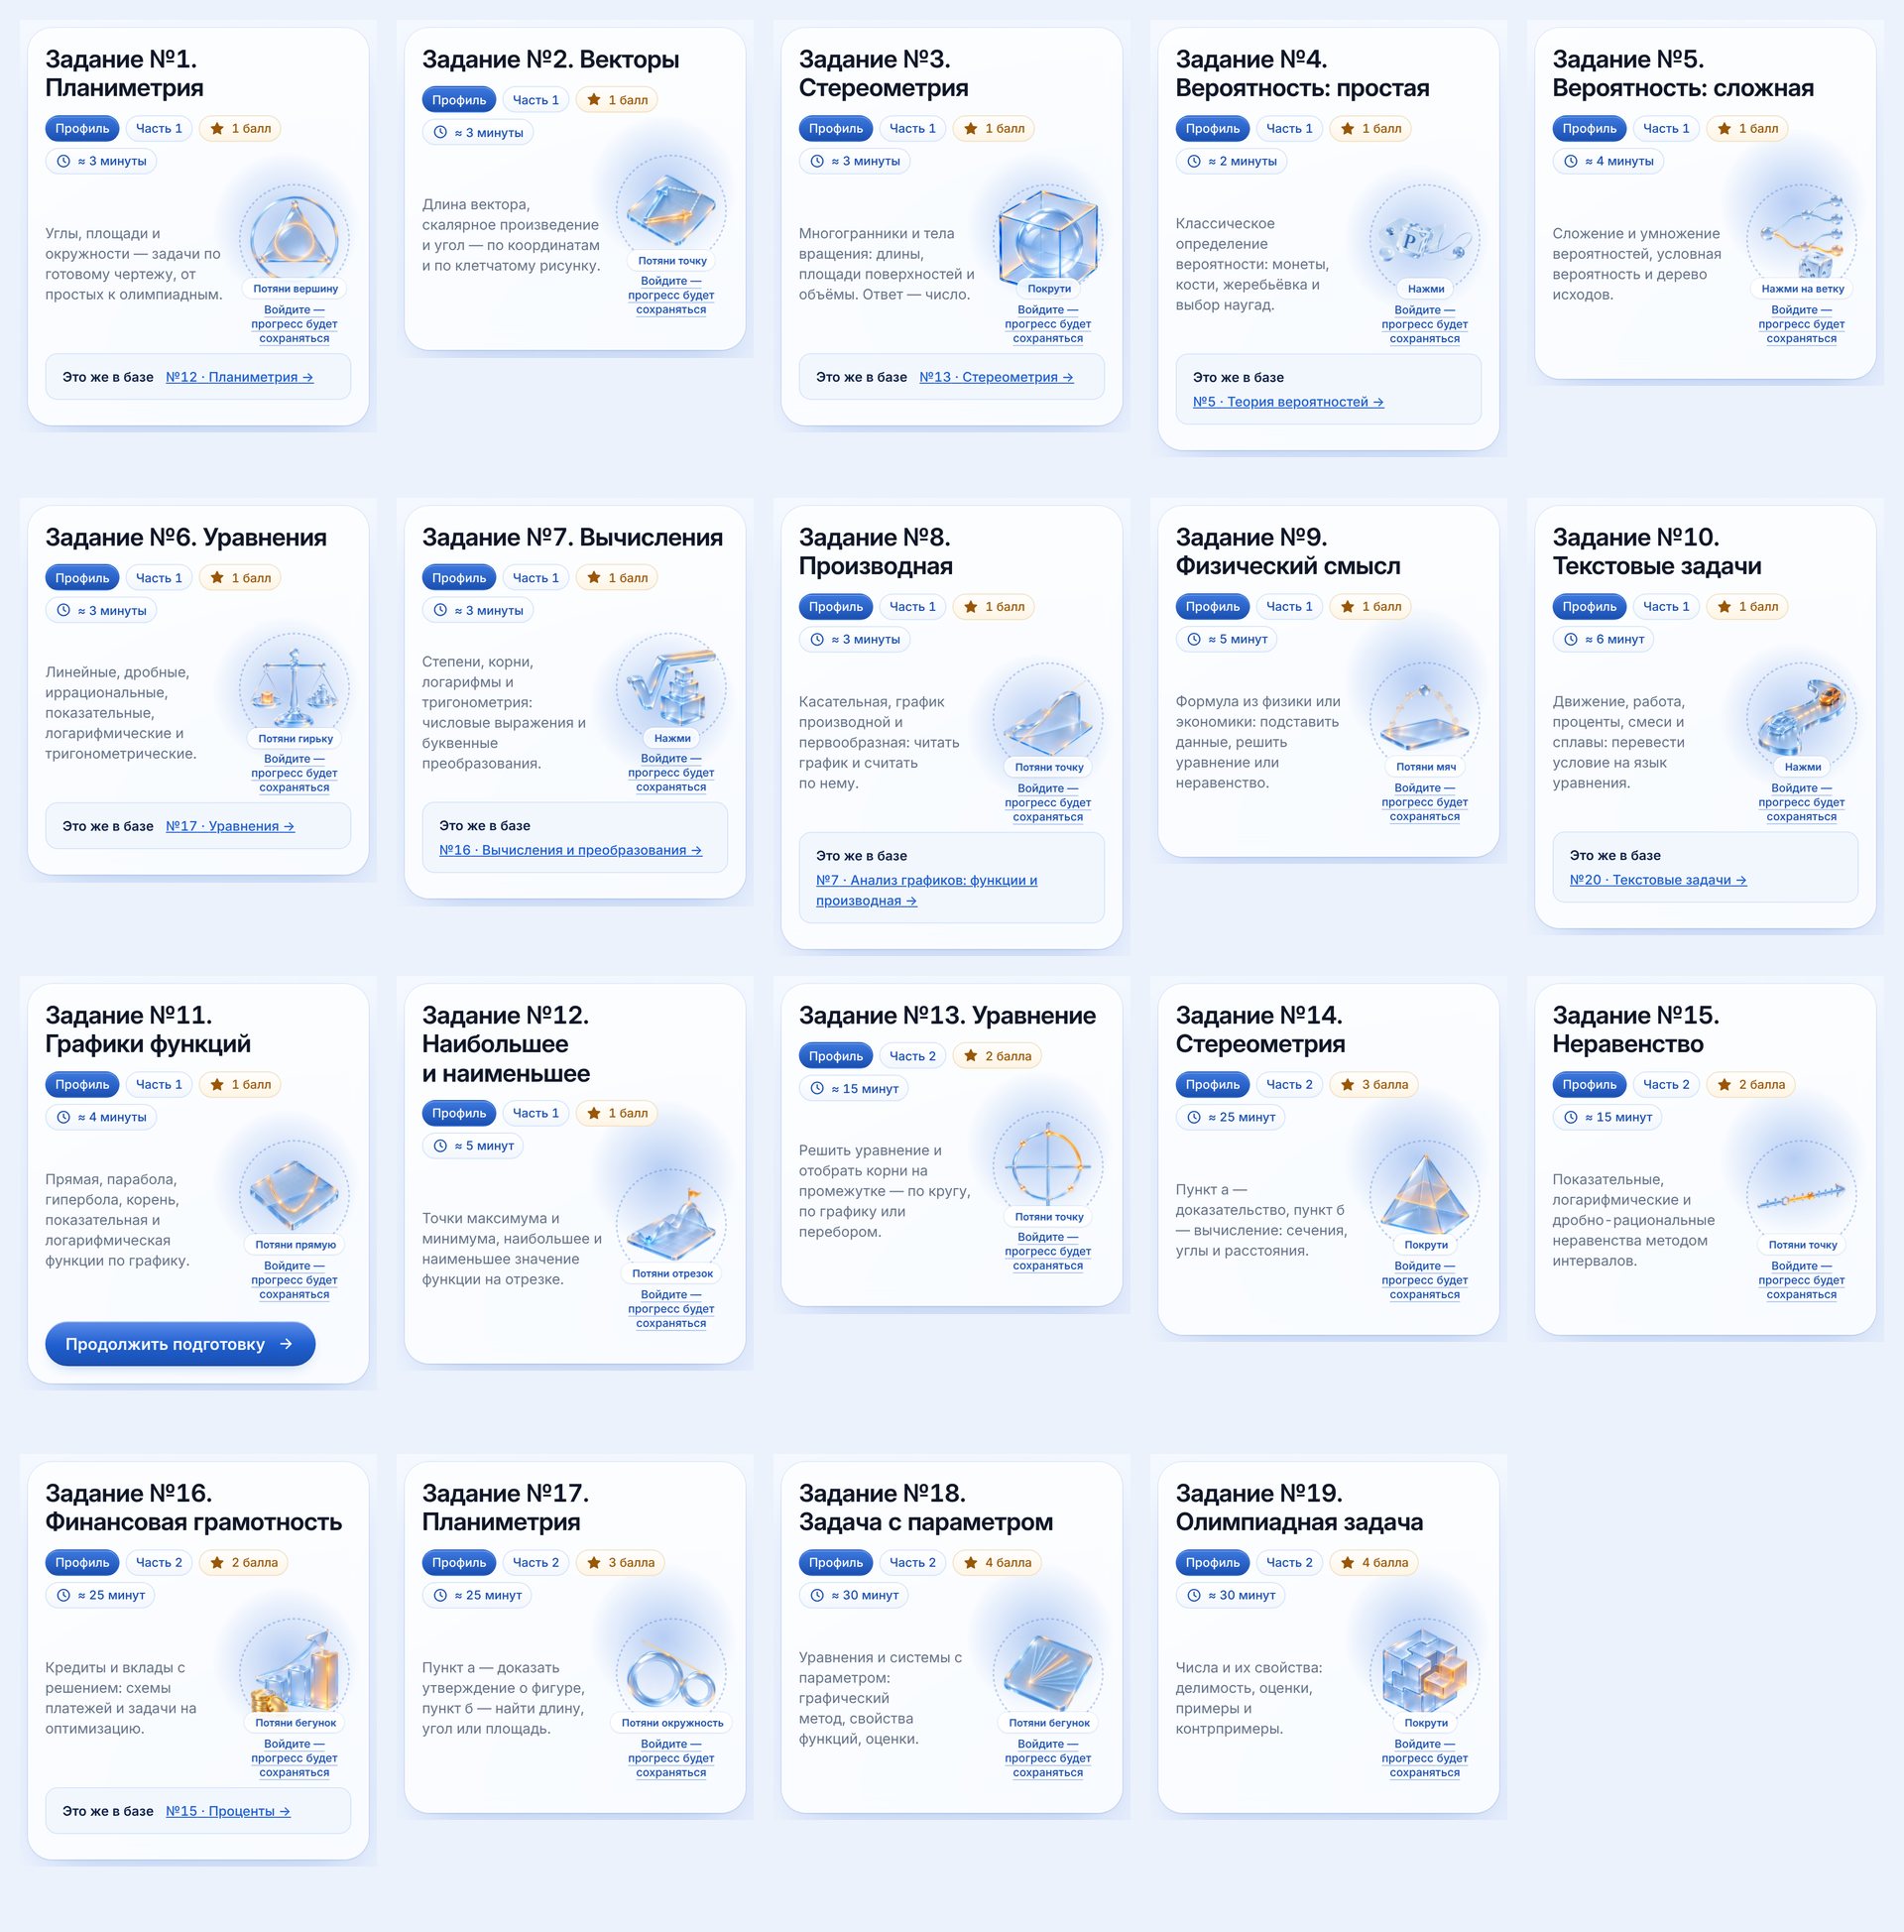 Задание №1.
Планиметрия
Профиль
Часть 1
1 балл
≈ 3 минуты
Углы, площади и
окружности — задачи по
готовому чертежу, от
простых к олимпиадным.
Потяни вершину
Войдите —
прогресс будет
сохраняться
Это же в базе №12 · Планиметрия →
Задание №2. Векторы
Профиль
Часть 1
1 балл
≈ 3 минуты
Длина вектора,
скалярное произведение
и угол — по координатам
и по клетчатому рисунку.
Потяни точку
Войдите —
прогресс будет
сохраняться
Задание №3.
Стереометрия
Профиль
Часть 1
1 балл
≈ 3 минуты
Многогранники и тела
вращения: длины,
площади поверхностей и
объёмы. Ответ — число.
Покрути
Войдите —
прогресс будет
сохраняться
Это же в базе №13 · Стереометрия →
Задание №4.
Вероятность: простая
Профиль
Часть 1
1 балл
≈ 2 минуты
Классическое
определение
вероятности: монеты,
кости, жеребьёвка и
выбор наугад.
P
Нажми
Войдите —
прогресс будет
сохраняться
Это же в базе
№5 · Теория вероятностей →
Задание №5.
Вероятность: сложная
Профиль
Часть 1
1 балл
≈ 4 минуты
Сложение и умножение
вероятностей, условная
вероятность и дерево
исходов.
Нажми на ветку
Войдите —
прогресс будет
сохраняться
Задание №6. Уравнения
Профиль
Часть 1
1 балл
≈ 3 минуты
Линейные, дробные,
иррациональные,
показательные,
логарифмические и
тригонометрические.
Потяни гирьку
Войдите —
прогресс будет
сохраняться
Это же в базе №17 · Уравнения →
Задание №7. Вычисления
Профиль
Часть 1
1 балл
≈ 3 минуты
Степени, корни,
логарифмы и
тригонометрия:
числовые выражения и
буквенные
преобразования.
Нажми
Войдите —
прогресс будет
сохраняться
Это же в базе
№16 · Вычисления и преобразования →
Задание №8.
Производная
Профиль
Часть 1
1 балл
≈ 3 минуты
Касательная, график
производной и
первообразная: читать
график и считать
по нему.
Потяни точку
Войдите —
прогресс будет
сохраняться
Это же в базе
№7 · Анализ графиков: функции и
производная →
Задание №9.
Физический смысл
Профиль
Часть 1
1 балл
≈ 5 минут
Формула из физики или
экономики: подставить
данные, решить
уравнение или
неравенство.
Потяни мяч
Войдите —
прогресс будет
сохраняться
Задание №10.
Текстовые задачи
Профиль
Часть 1
1 балл
≈ 6 минут
Движение, работа,
проценты, смеси и
сплавы: перевести
условие на язык
уравнения.
Нажми
Войдите —
прогресс будет
сохраняться
Это же в базе
№20 · Текстовые задачи →
Задание №11.
Графики функций
Профиль
Часть 1
1 балл
≈ 4 минуты
Прямая, парабола,
гипербола, корень,
показательная и
логарифмическая
функции по графику.
Потяни прямую
Войдите —
прогресс будет
сохраняться
Продолжить подготовку →
Задание №12.
Наибольшее
и наименьшее
Профиль
Часть 1
1 балл
≈ 5 минут
Точки максимума и
минимума, наибольшее и
наименьшее значение
функции на отрезке.
Потяни отрезок
Войдите —
прогресс будет
сохраняться
Задание №13. Уравнение
Профиль
Часть 2
2 балла
≈ 15 минут
Решить уравнение и
отобрать корни на
промежутке — по кругу,
по графику или
перебором.
Потяни точку
Войдите —
прогресс будет
сохраняться
Задание №14.
Стереометрия
Профиль
Часть 2
3 балла
≈ 25 минут
Пункт а —
доказательство, пункт б
— вычисление: сечения,
углы и расстояния.
Покрути
Войдите —
прогресс будет
сохраняться
Задание №15.
Неравенство
Профиль
Часть 2
2 балла
≈ 15 минут
Показательные,
логарифмические и
дробно-рациональные
неравенства методом
интервалов.
Потяни точку
Войдите —
прогресс будет
сохраняться
Задание №16.
Финансовая грамотность
Профиль
Часть 2
2 балла
≈ 25 минут
Кредиты и вклады с
решением: схемы
платежей и задачи на
оптимизацию.
Потяни бегунок
Войдите —
прогресс будет
сохраняться
Это же в базе №15 · Проценты →
Задание №17.
Планиметрия
Профиль
Часть 2
3 балла
≈ 25 минут
Пункт а — доказать
утверждение о фигуре,
пункт б — найти длину,
угол или площадь.
Потяни окружность
Войдите —
прогресс будет
сохраняться
Задание №18.
Задача с параметром
Профиль
Часть 2
4 балла
≈ 30 минут
Уравнения и системы с
параметром:
графический
метод, свойства
функций, оценки.
Потяни бегунок
Войдите —
прогресс будет
сохраняться
Задание №19.
Олимпиадная задача
Профиль
Часть 2
4 балла
≈ 30 минут
Числа и их свойства:
делимость, оценки,
примеры и
контрпримеры.
Покрути
Войдите —
прогресс будет
сохраняться